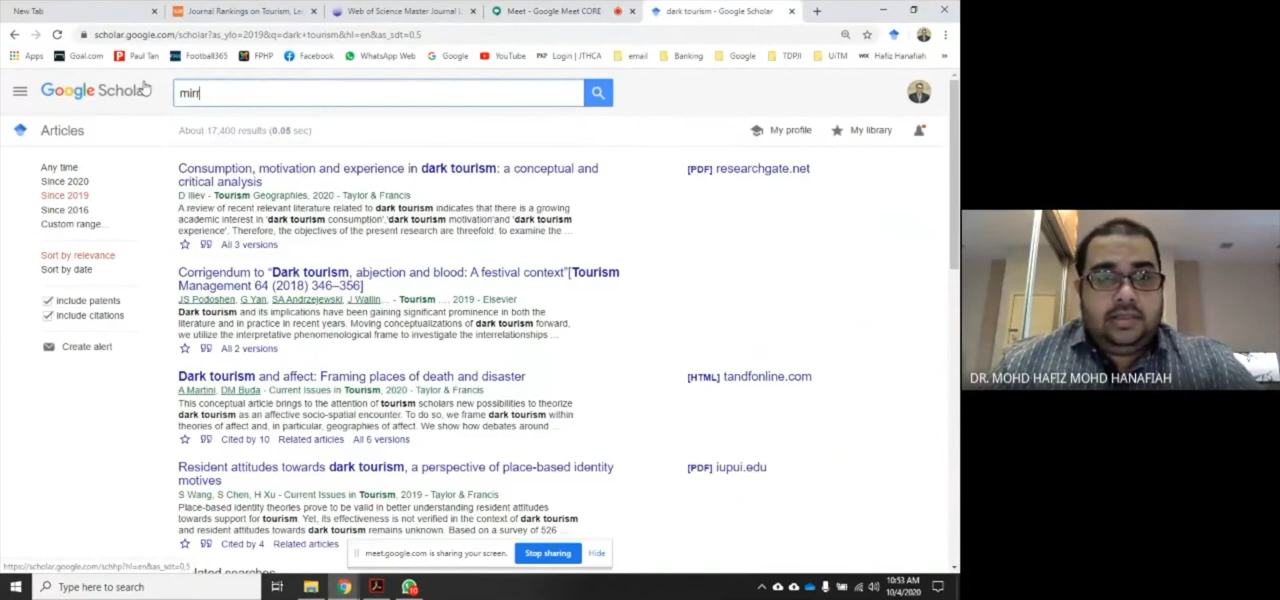 New Tab
Journal Rankings on Tourism, Le
Web of Science Master Journal L
Meet - Google Meet CORE
dark tourism - Google Scholar
scholar.google.com/scholar?as_ylo=2019&q=dark+tourism&hl=en&as_sdt=0,5
Apps Goal.com Paul Tan Football365 FPHP Facebook WhatsApp Web Google YouTube PKP Login | JTHCA email Banking Google TDPJI UiTM WIX Hafiz Hanafiah
Google Schola
mirr
Articles
About 17,400 results (0.05 sec)
My profile
My library
Any time
Since 2020
Since 2019
Since 2016
Custom range...
Sort by relevance
Sort by date
include patents
include citations
Create alert
Consumption, motivation and experience in dark tourism: a conceptual and
critical analysis
D Iliev - Tourism Geographies, 2020 - Taylor & Francis
A review of recent relevant literature related to dark tourism indicates that there is a growing
academic interest in 'dark tourism consumption','dark tourism motivation'and 'dark tourism
experience'. Therefore, the objectives of the present research are threefold: to examine the ...
All 3 versions
[PDF] researchgate.net
Corrigendum to "Dark tourism, abjection and blood: A festival context"[Tourism
Management 64 (2018) 346–356]
JS Podoshen, G Yan, SA Andrzejewski, J Wallin... - Tourism ..., 2019 - Elsevier
Dark tourism and its implications have been gaining significant prominence in both the
literature and in practice in recent years. Moving conceptualizations of dark tourism forward,
we utilize the interpretative phenomenological frame to investigate the interrelationships ...
All 2 versions
Dark tourism and affect: Framing places of death and disaster
A Martini, DM Buda - Current Issues in Tourism, 2020 - Taylor & Francis
This conceptual article brings to the attention of tourism scholars new possibilities to theorize
dark tourism as an affective socio-spatial encounter. To do so, we frame dark tourism within
theories of affect and, in particular, geographies of affect. We show how debates around ...
Cited by 10 Related articles All 6 versions
[HTML] tandfonline.com
Resident attitudes towards dark tourism, a perspective of place-based identity
motives
S Wang, S Chen, H Xu - Current Issues in Tourism, 2019 - Taylor & Francis
Place-based identity theories prove to be valid in better understanding resident attitudes
towards support for tourism. Yet, its effectiveness is not verified in the context of dark tourism
and resident attitudes towards dark tourism remains unknown. Based on a survey of 526 ...
Cited by 4 Related articles
[PDF] iupui.edu
meet.google.com is sharing your screen.
Stop sharing
Hide
https://scholar.google.com/schhp?hl=en&as_sdt=0,5
lated searches
Type here to search
10:53 AM
10/4/2020
DR. MOHD HAFIZ MOHD HANAFIAH